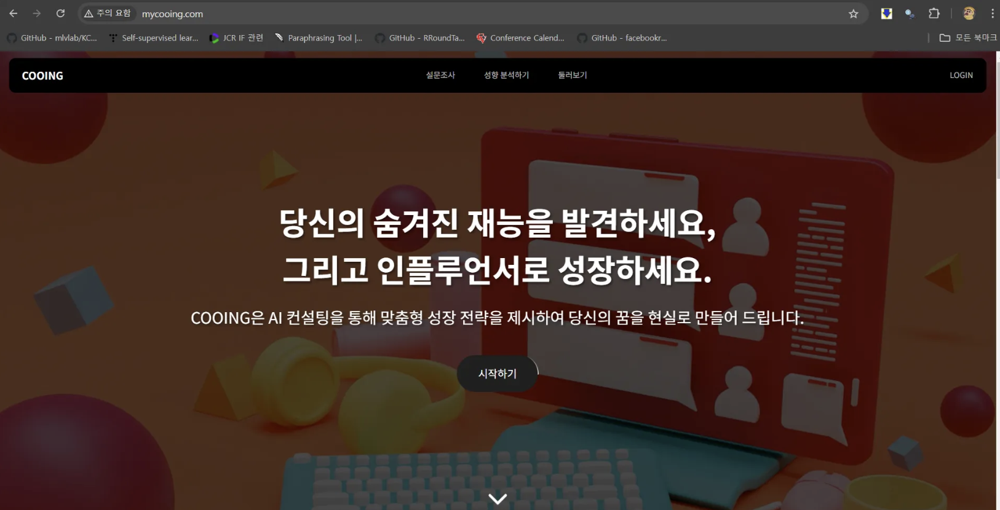 주의 요함 mycooing.com
GitHub - mlvlab/KC... Self-supervised lear... JCR IF 관련 Paraphrasing Tool |... GitHub - RRoundTa... Conference Calend... GitHub - facebookr... 모든 북마크
COOING 설문조사 성향 분석하기 둘러보기 LOGIN
당신의 숨겨진 재능을 발견하세요,
그리고 인플루언서로 성장하세요.
COOING은 AI 컨설팅을 통해 맞춤형 성장 전략을 제시하여 당신의 꿈을 현실로 만들어 드립니다.
시작하기